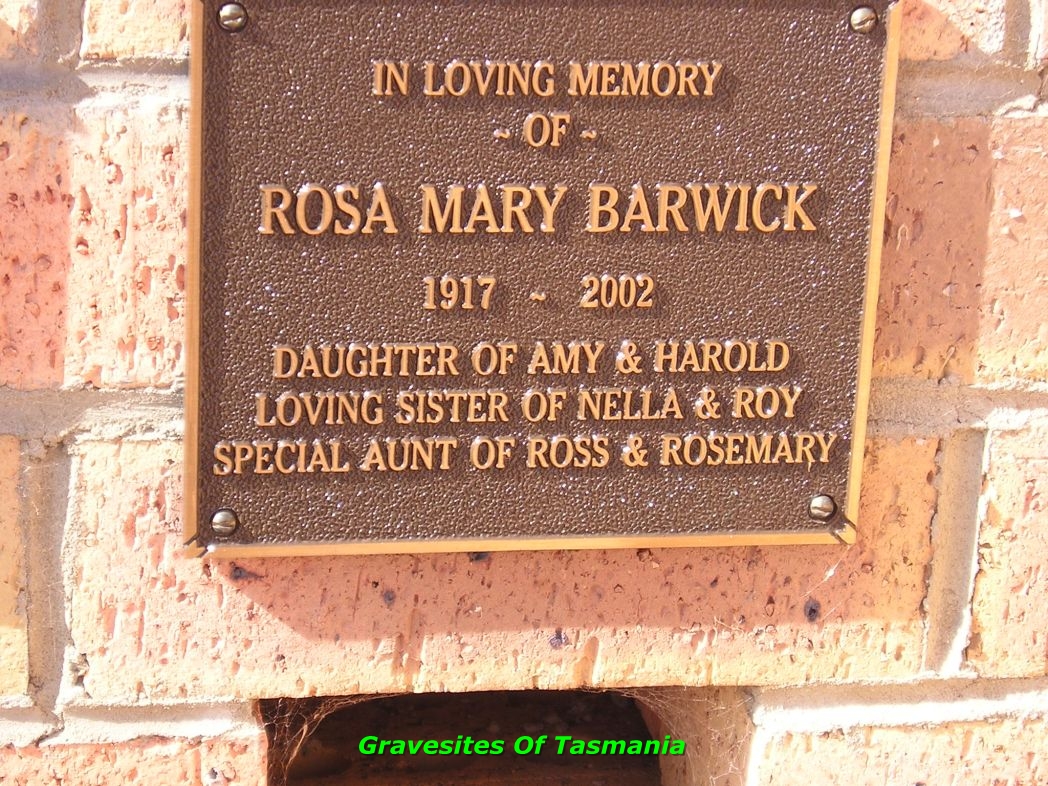 IN LOVING MEMORY
~ OF ~
ROSA MARY BARWICK
1917 ~ 2002
DAUGHTER OF AMY & HAROLD
LOVING SISTER OF NELLA & ROY
SPECIAL AUNT OF ROSS & ROSEMARY
Gravesites Of Tasmania